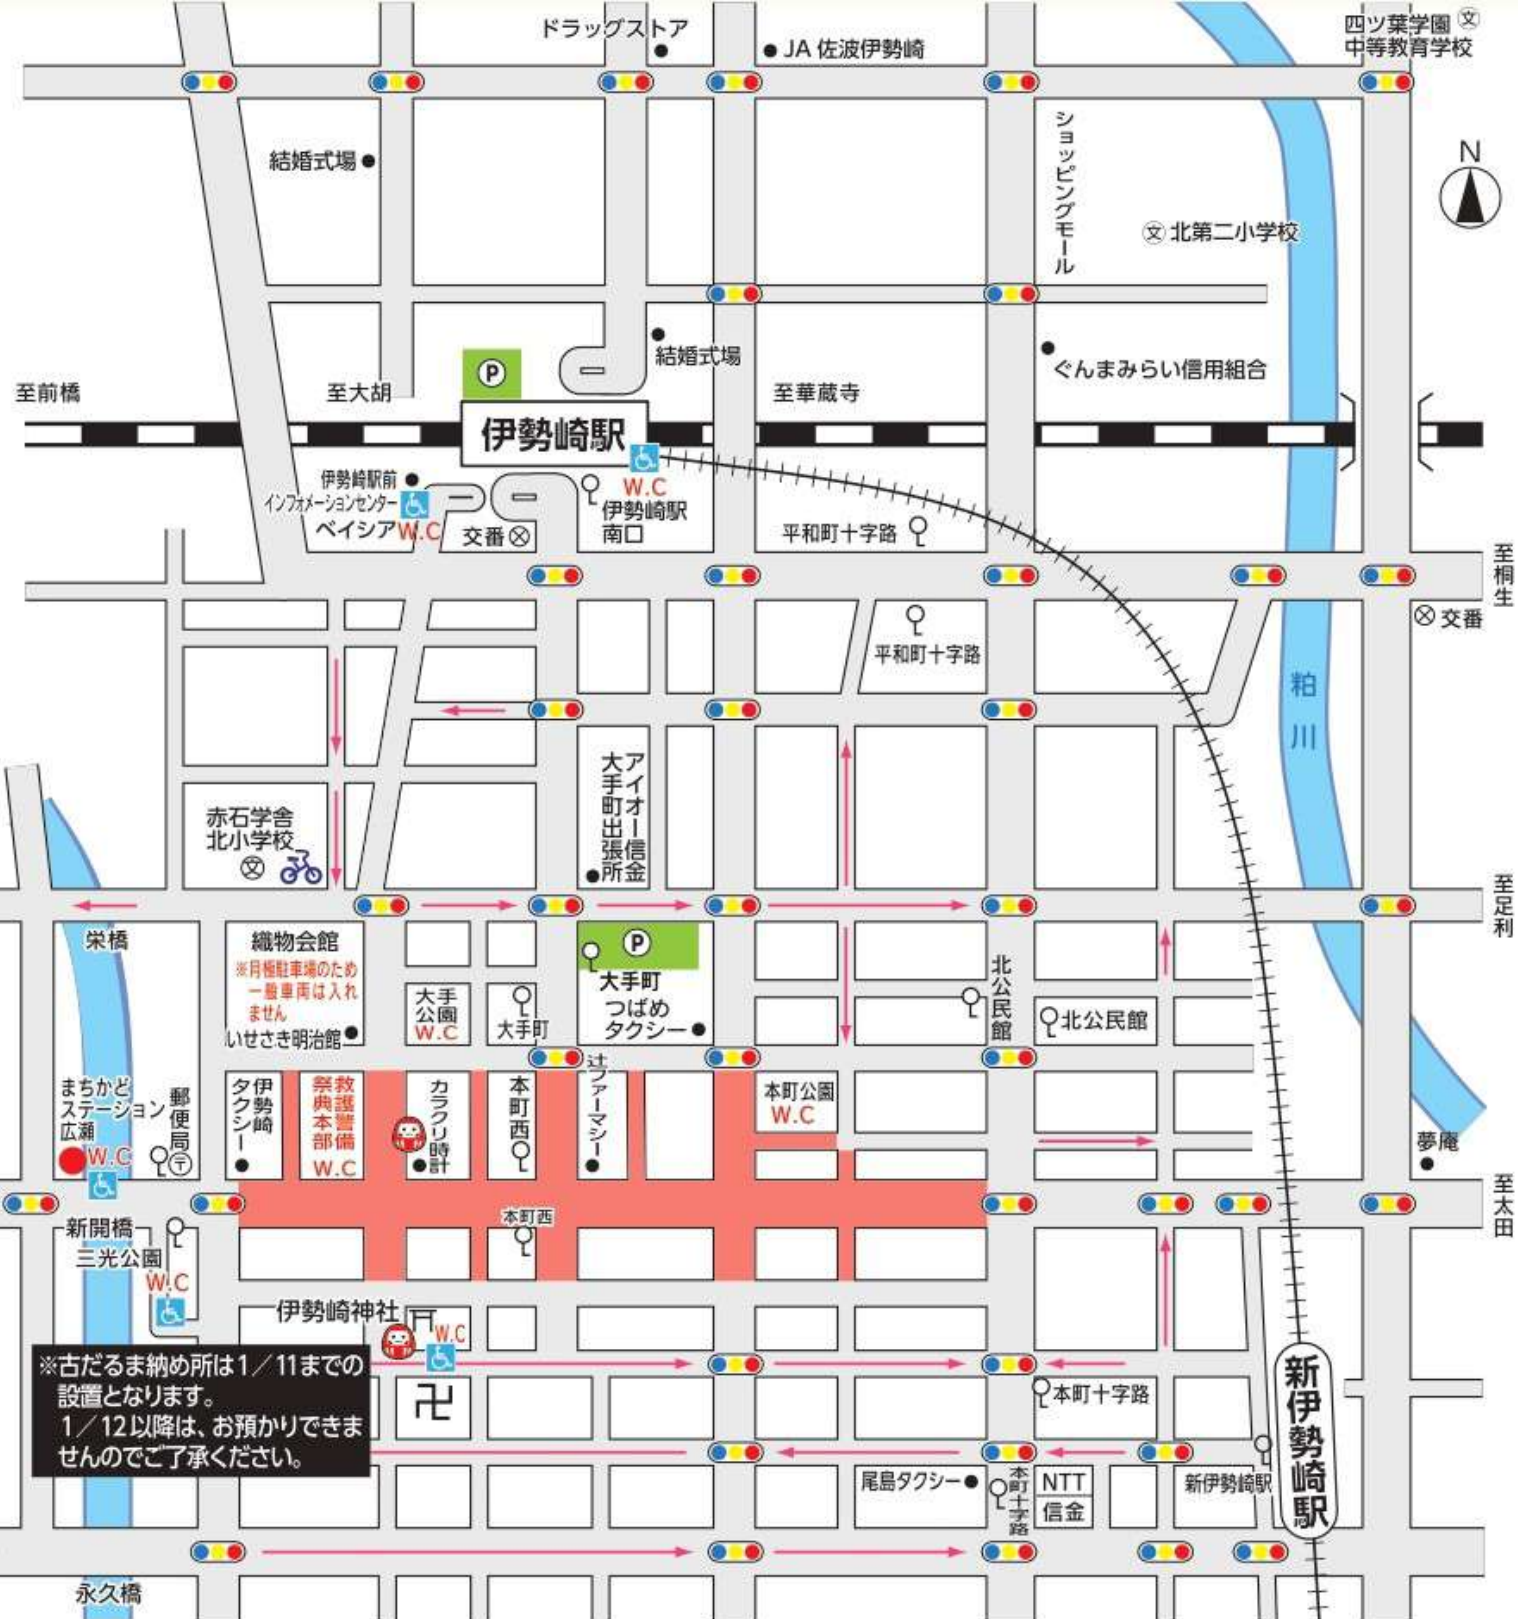 ドラッグストア
JA 佐波伊勢崎
四ツ葉学園 文
中等教育学校
結婚式場
ショッピングモール
N
文 北第二小学校
結婚式場
ぐんまみらい信用組合
至前橋
至大胡
P
至華蔵寺
伊勢崎駅
W.C
伊勢崎駅前
インフォメーションセンター
ベイシア W.C
交番
伊勢崎駅
南口
平和町十字路
至桐生
交番
平和町十字路
粕川
アイオー信金
大手町出張所
赤石学舎
北小学校
文
至足利
栄橋
織物会館
※月極駐車場のため
一般車両は入れ
ません
いせさき明治館
大手
公園
W.C
大手町
P
大手町
つばめ
タクシー
北公民館
北公民館
まちかど
ステーション
広瀬
W.C
郵便局
〒
伊勢崎
タクシー
救護警備
祭典本部
W.C
カラクリ時計
本町西
辻ファーマシー
本町公園
W.C
夢庵
至太田
新開橋
三光公園
W.C
本町西
伊勢崎神社
W.C
卍
※古だるま納め所は1／11までの
設置となります。
1／12以降は、お預かりできま
せんのでご了承ください。
本町十字路
新伊勢崎駅
尾島タクシー
本町十字路
NTT
信金
新伊勢崎駅
永久橋